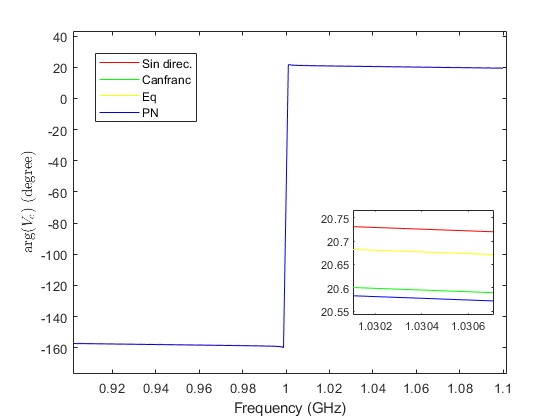 40
20
0
-20
-40
-60
-80
-100
-120
-140
-160
arg(V_c) (degree)
Sin direc.
Canfranc
Eq
PN
20.75
20.7
20.65
20.6
20.55
1.0302 1.0304 1.0306
0.92 0.94 0.96 0.98 1 1.02 1.04 1.06 1.08 1.1
Frequency (GHz)